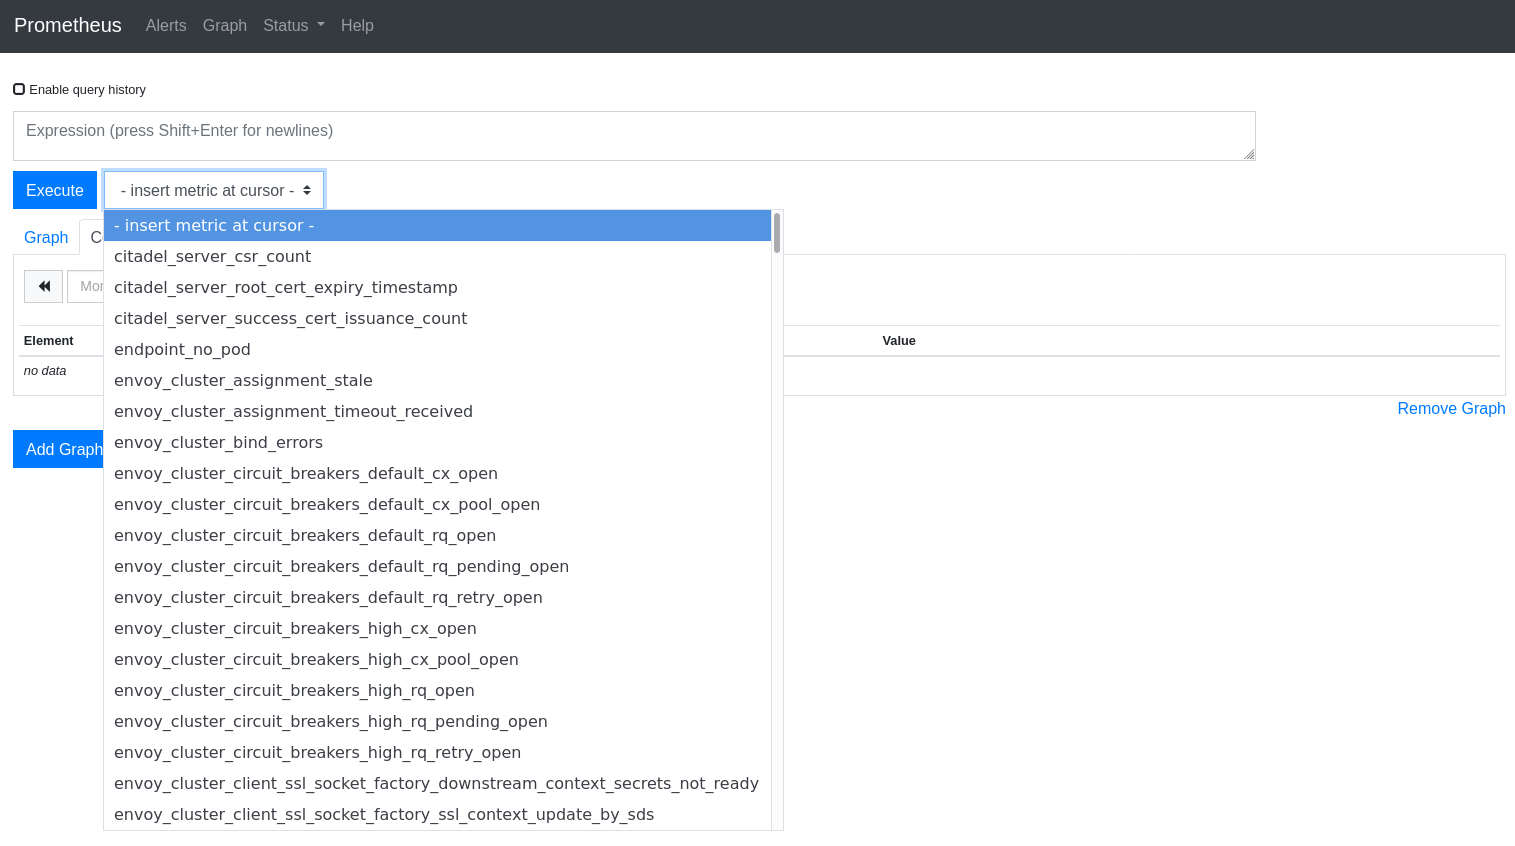 Prometheus Alerts Graph Status Help
Enable query history
Expression (press Shift+Enter for newlines)
Execute - insert metric at cursor -
- insert metric at cursor -
Graph C
citadel_server_csr_count
citadel_server_root_cert_expiry_timestamp
Mor
citadel_server_success_cert_issuance_count
Element Value
endpoint_no_pod
no data
envoy_cluster_assignment_stale
envoy_cluster_assignment_timeout_received
Remove Graph
envoy_cluster_bind_errors
Add Graph
envoy_cluster_circuit_breakers_default_cx_open
envoy_cluster_circuit_breakers_default_cx_pool_open
envoy_cluster_circuit_breakers_default_rq_open
envoy_cluster_circuit_breakers_default_rq_pending_open
envoy_cluster_circuit_breakers_default_rq_retry_open
envoy_cluster_circuit_breakers_high_cx_open
envoy_cluster_circuit_breakers_high_cx_pool_open
envoy_cluster_circuit_breakers_high_rq_open
envoy_cluster_circuit_breakers_high_rq_pending_open
envoy_cluster_circuit_breakers_high_rq_retry_open
envoy_cluster_client_ssl_socket_factory_downstream_context_secrets_not_ready
envoy_cluster_client_ssl_socket_factory_ssl_context_update_by_sds